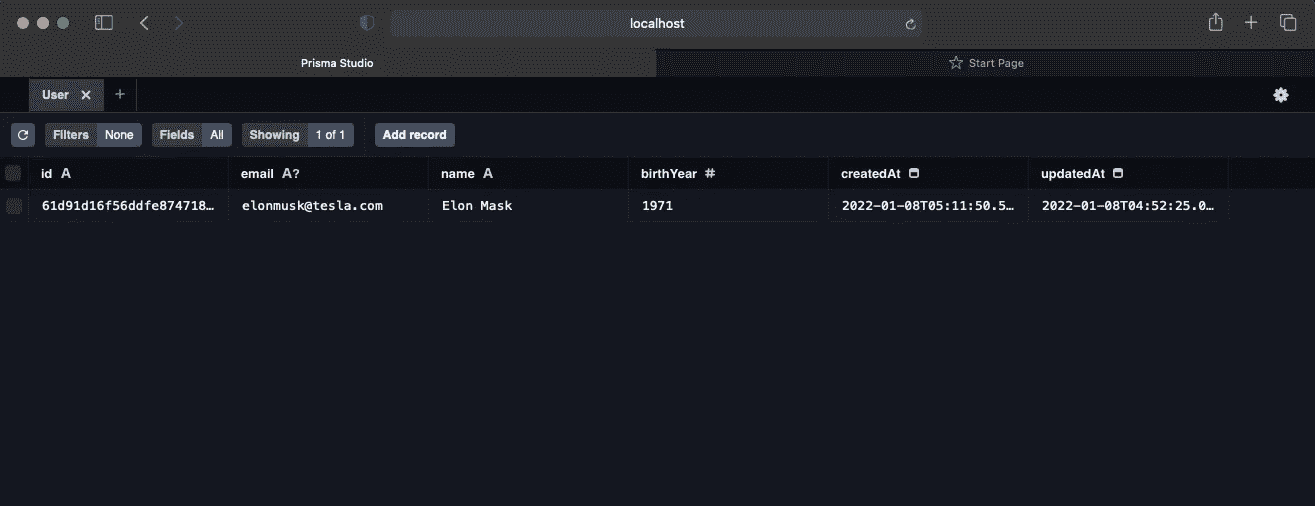 localhost
Prisma Studio Start Page
User
Filters None Fields All Showing 1 of 1 Add record
id A email A? name A birthYear # createdAt updatedAt
61d91d16f56ddfe874718… elonmusk@tesla.com Elon Mask 1971 2022-01-08T05:11:50.5… 2022-01-08T04:52:25.0…